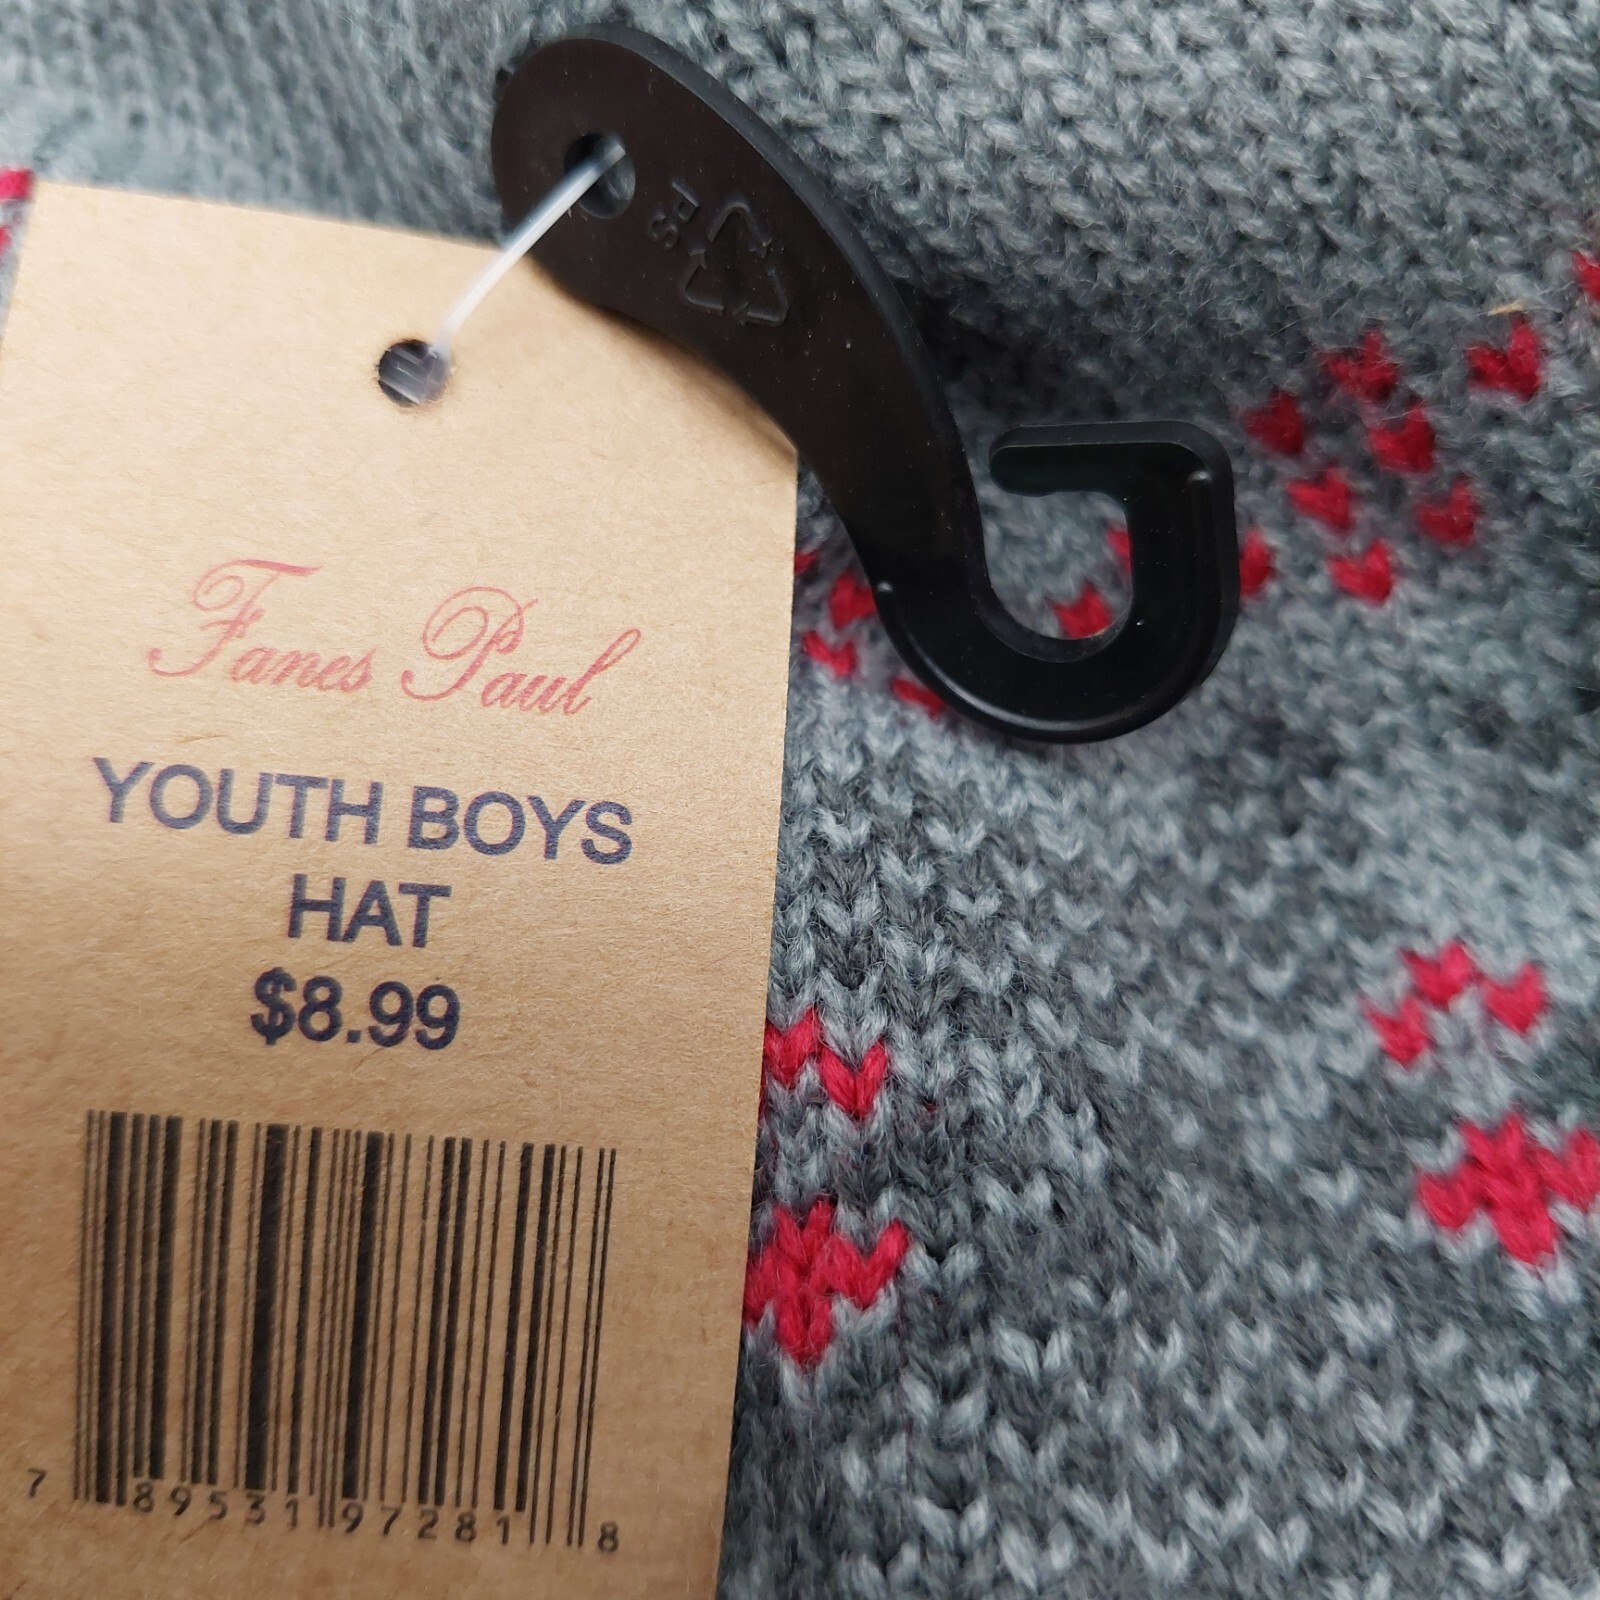 PS
Fanes Paul
YOUTH BOYS
HAT
$8.99
7 89531 97281 8